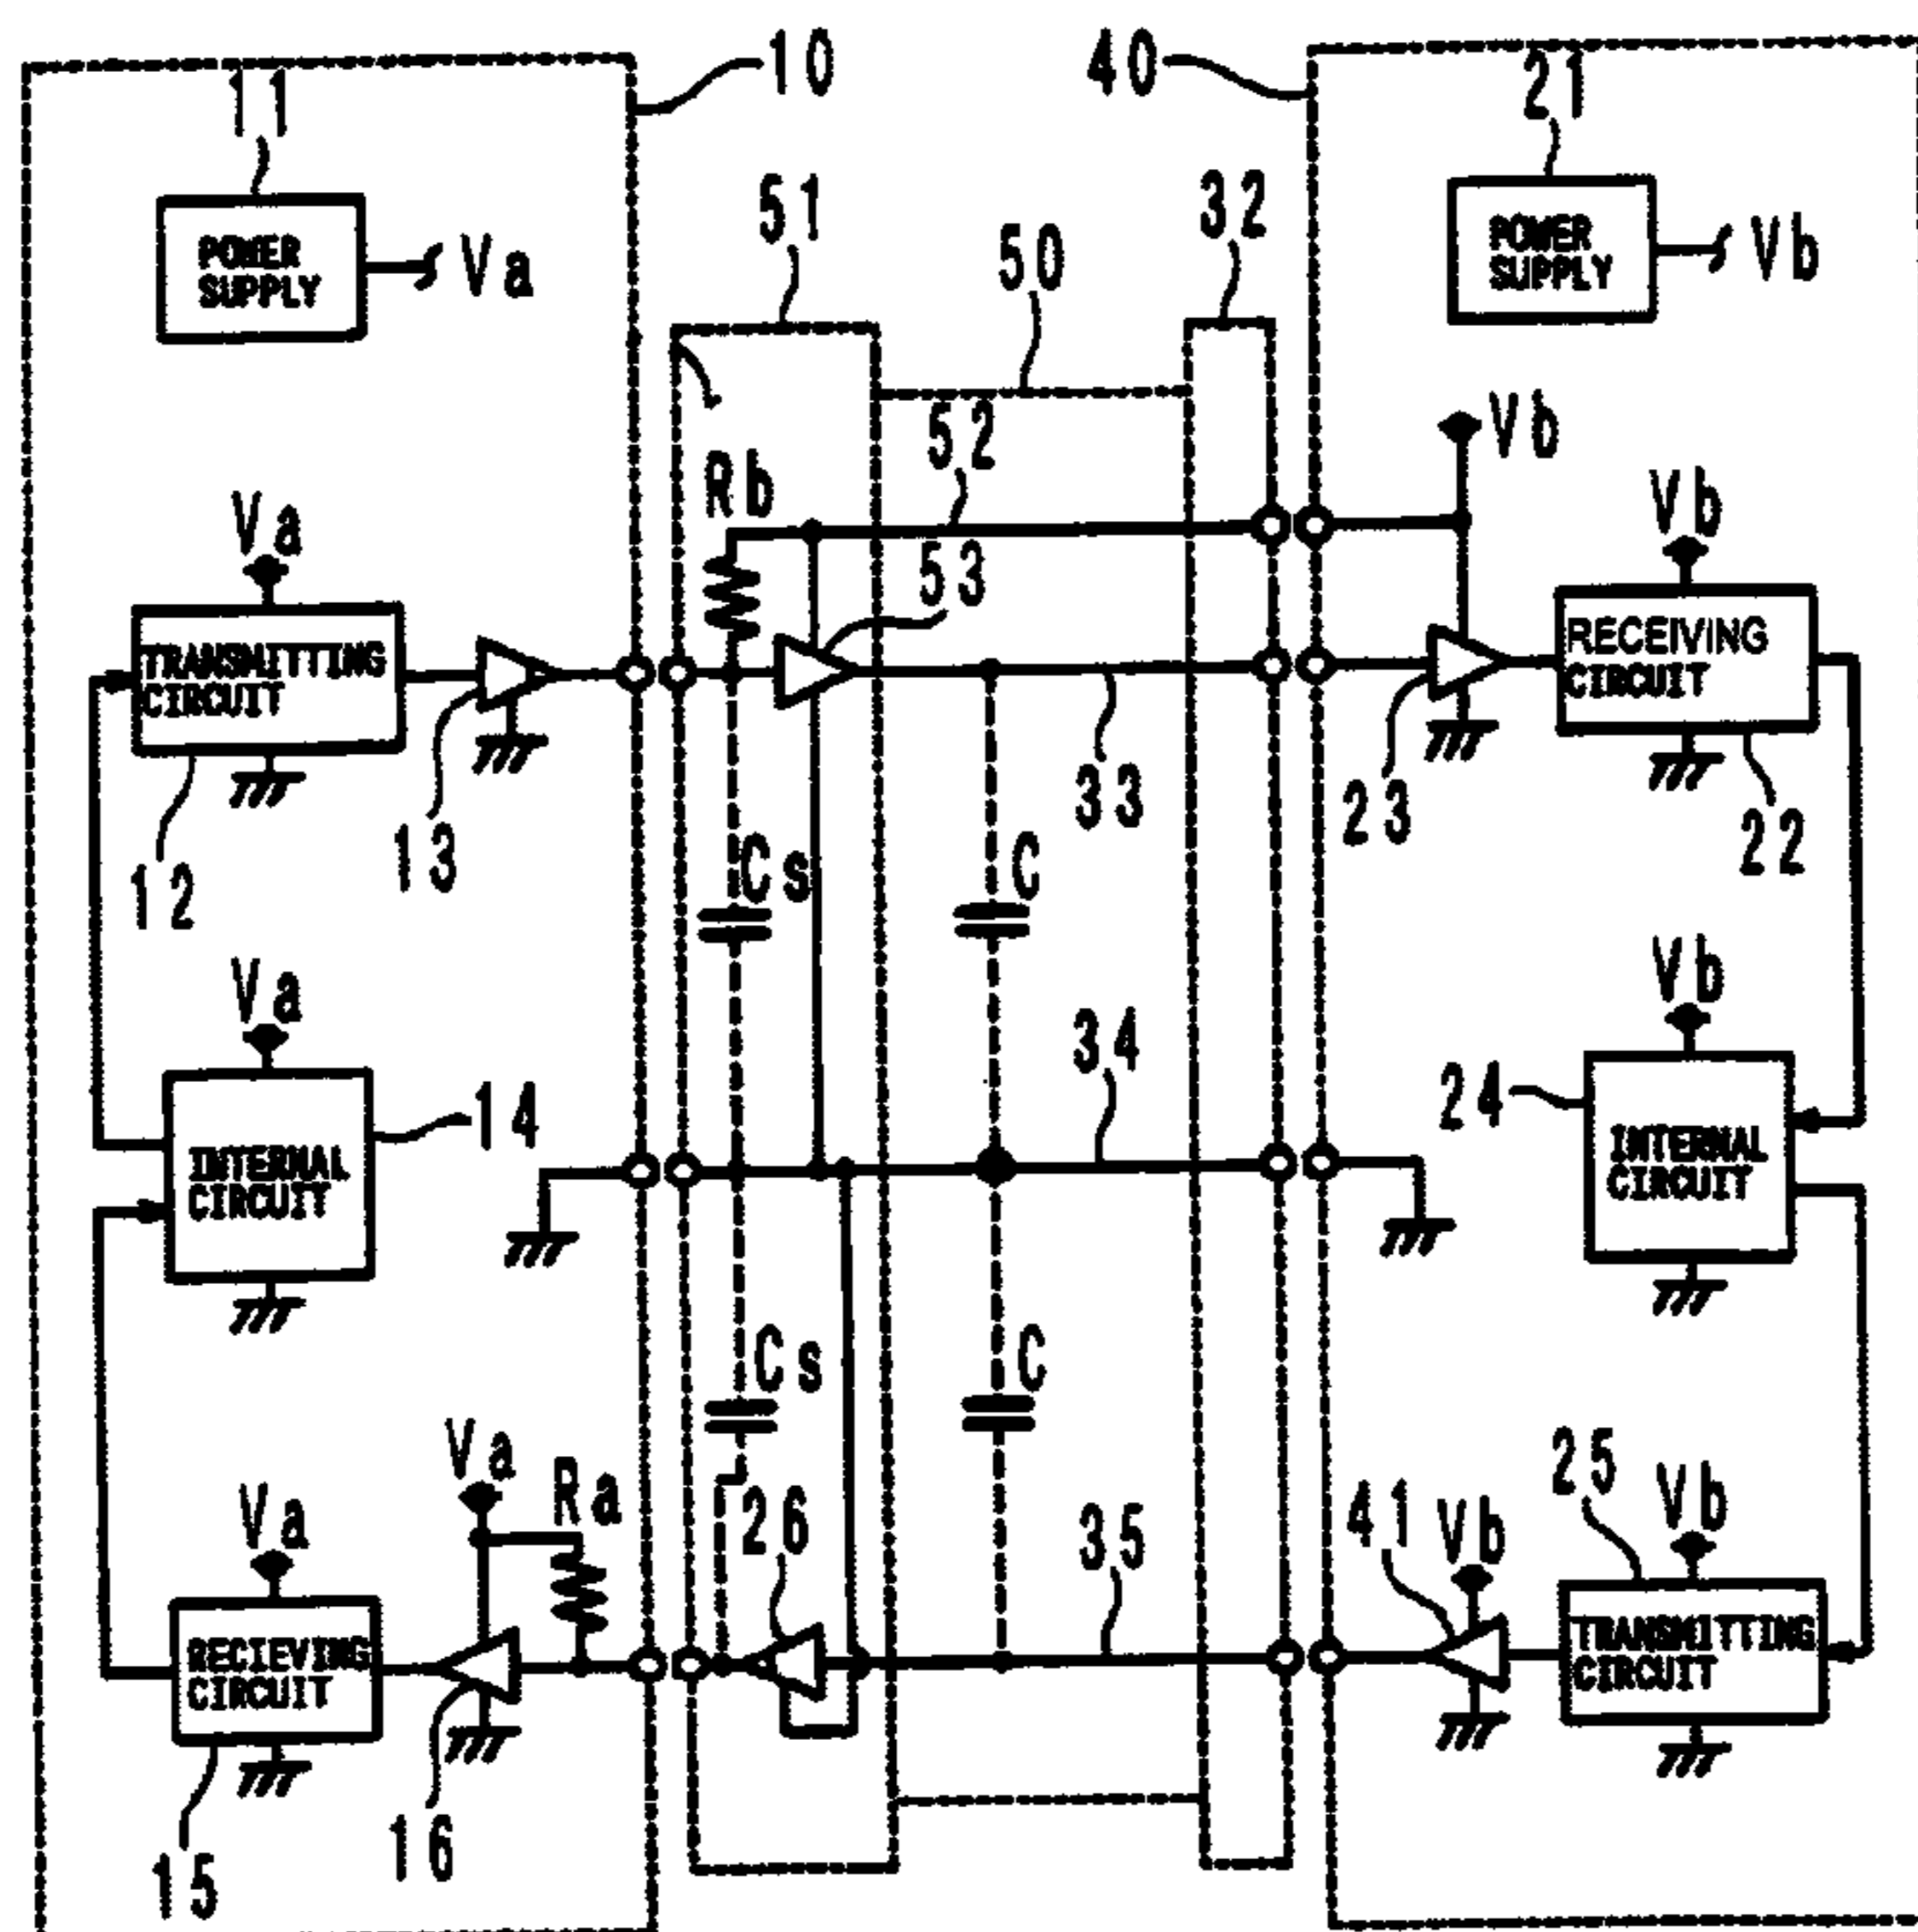 10
40
11
21
51
32
50
POWER
SUPPLY
Va
POWER
SUPPLY
Vb
52
Vb
Rb
Va
Vb
53
TRANSMITTING
CIRCUIT
RECEIVING
CIRCUIT
13
33
23
22
12
Cs
C
Va
Vb
34
14
24
INTERNAL
CIRCUIT
INTERNAL
CIRCUIT
Cs
C
Va
Ra
25
Va
26
35
41
Vb
Vb
RECIEVING
CIRCUIT
TRANSMITTING
CIRCUIT
16
15